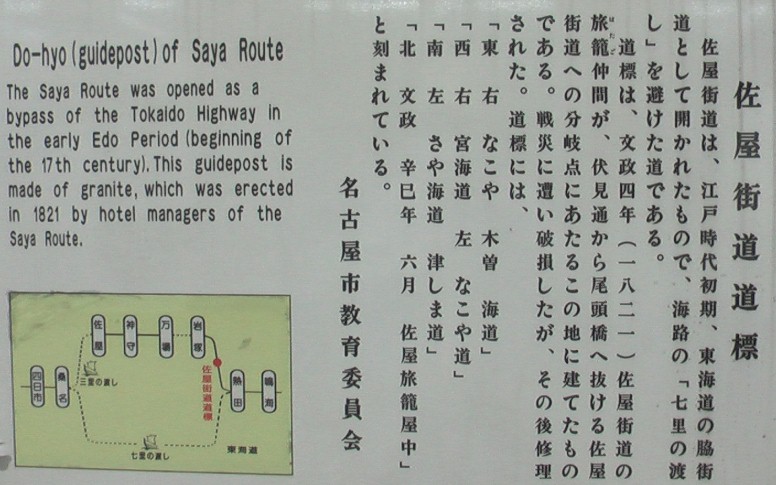 佐屋街道道標
佐屋街道は、江戸時代初期、東海道の脇街
道として開かれたもので、海路の「七里の渡
し」を避けた道である。
道標は、文政四年(一八二一)佐屋街道の
旅籠仲間が、伏見通から尾頭橋へ抜ける佐屋
はたご
街道への分岐点にあたるこの地に建てたもの
である。戦災に遭い破損したが、その後修理
された。道標には、
「東 右 なこや 木曽 海道」
「西 右 宮海道 左 なこや道」
「南 左 さや海道 津しま道」
「北 文政 辛巳年 六月 佐屋旅籠屋中」
と刻まれている。
名古屋市教育委員会
Do-hyo (guidepost) of Saya Route
The Saya Route was opened as a
bypass of the Tokaido Highway in
the early Edo Period (beginning of
the 17th century). This guidepost is
made of granite, which was erected
in 1821 by hotel managers of the
Saya Route.
佐屋
神守
万場
岩塚
佐屋街道道標
三里の渡し
四日市
桑名
熱田
鳴海
七里の渡し
東海道